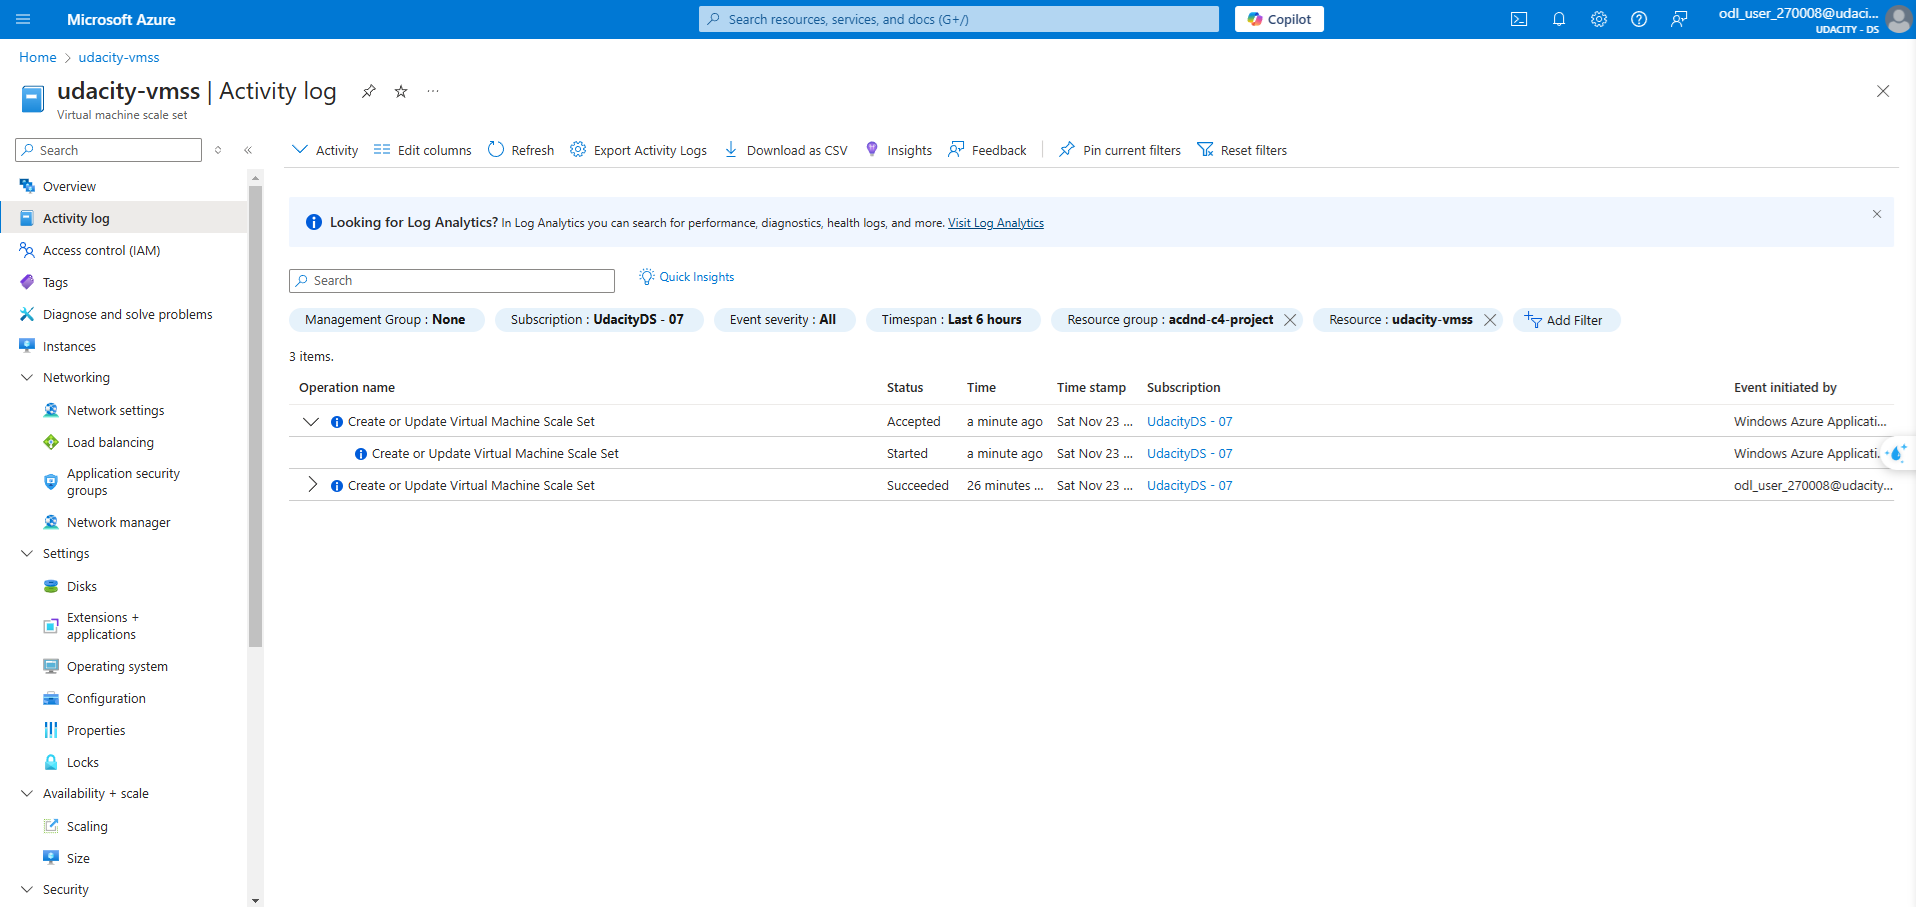 Microsoft Azure
Search resources, services, and docs (G+/)
Copilot
odl_user_270008@udaci...
UDACITY - DS
Home > udacity-vmss
udacity-vmss | Activity log
Virtual machine scale set
Search
Activity
Edit columns
Refresh
Export Activity Logs
Download as CSV
Insights
Feedback
Pin current filters
Reset filters
Overview
Activity log
Access control (IAM)
Tags
Diagnose and solve problems
Instances
Networking
Network settings
Load balancing
Application security
groups
Network manager
Settings
Disks
Extensions +
applications
Operating system
Configuration
Properties
Locks
Availability + scale
Scaling
Size
Security
Looking for Log Analytics? In Log Analytics you can search for performance, diagnostics, health logs, and more. Visit Log Analytics
Search
Quick Insights
Management Group : None
Subscription : UdacityDS - 07
Event severity : All
Timespan : Last 6 hours
Resource group : acdnd-c4-project
Resource : udacity-vmss
Add Filter
3 items.
Operation name Status Time Time stamp Subscription Event initiated by
Create or Update Virtual Machine Scale Set Accepted a minute ago Sat Nov 23 ... UdacityDS - 07 Windows Azure Applicati...
Create or Update Virtual Machine Scale Set Started a minute ago Sat Nov 23 ... UdacityDS - 07 Windows Azure Applicati.
Create or Update Virtual Machine Scale Set Succeeded 26 minutes ... Sat Nov 23 ... UdacityDS - 07 odl_user_270008@udacity...